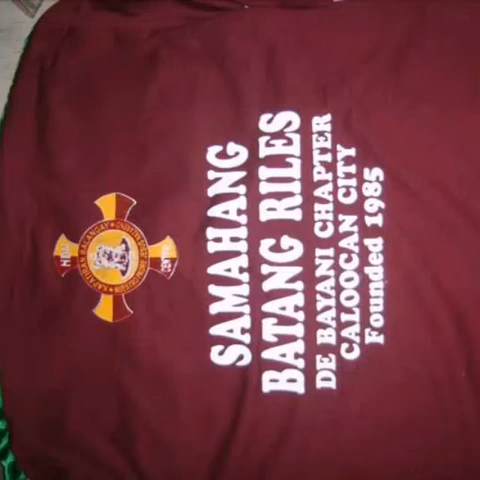 SAMAHANG
BATANG RILES
DE BAYANI CHAPTER
CALOOCAN CITY
Founded 1985